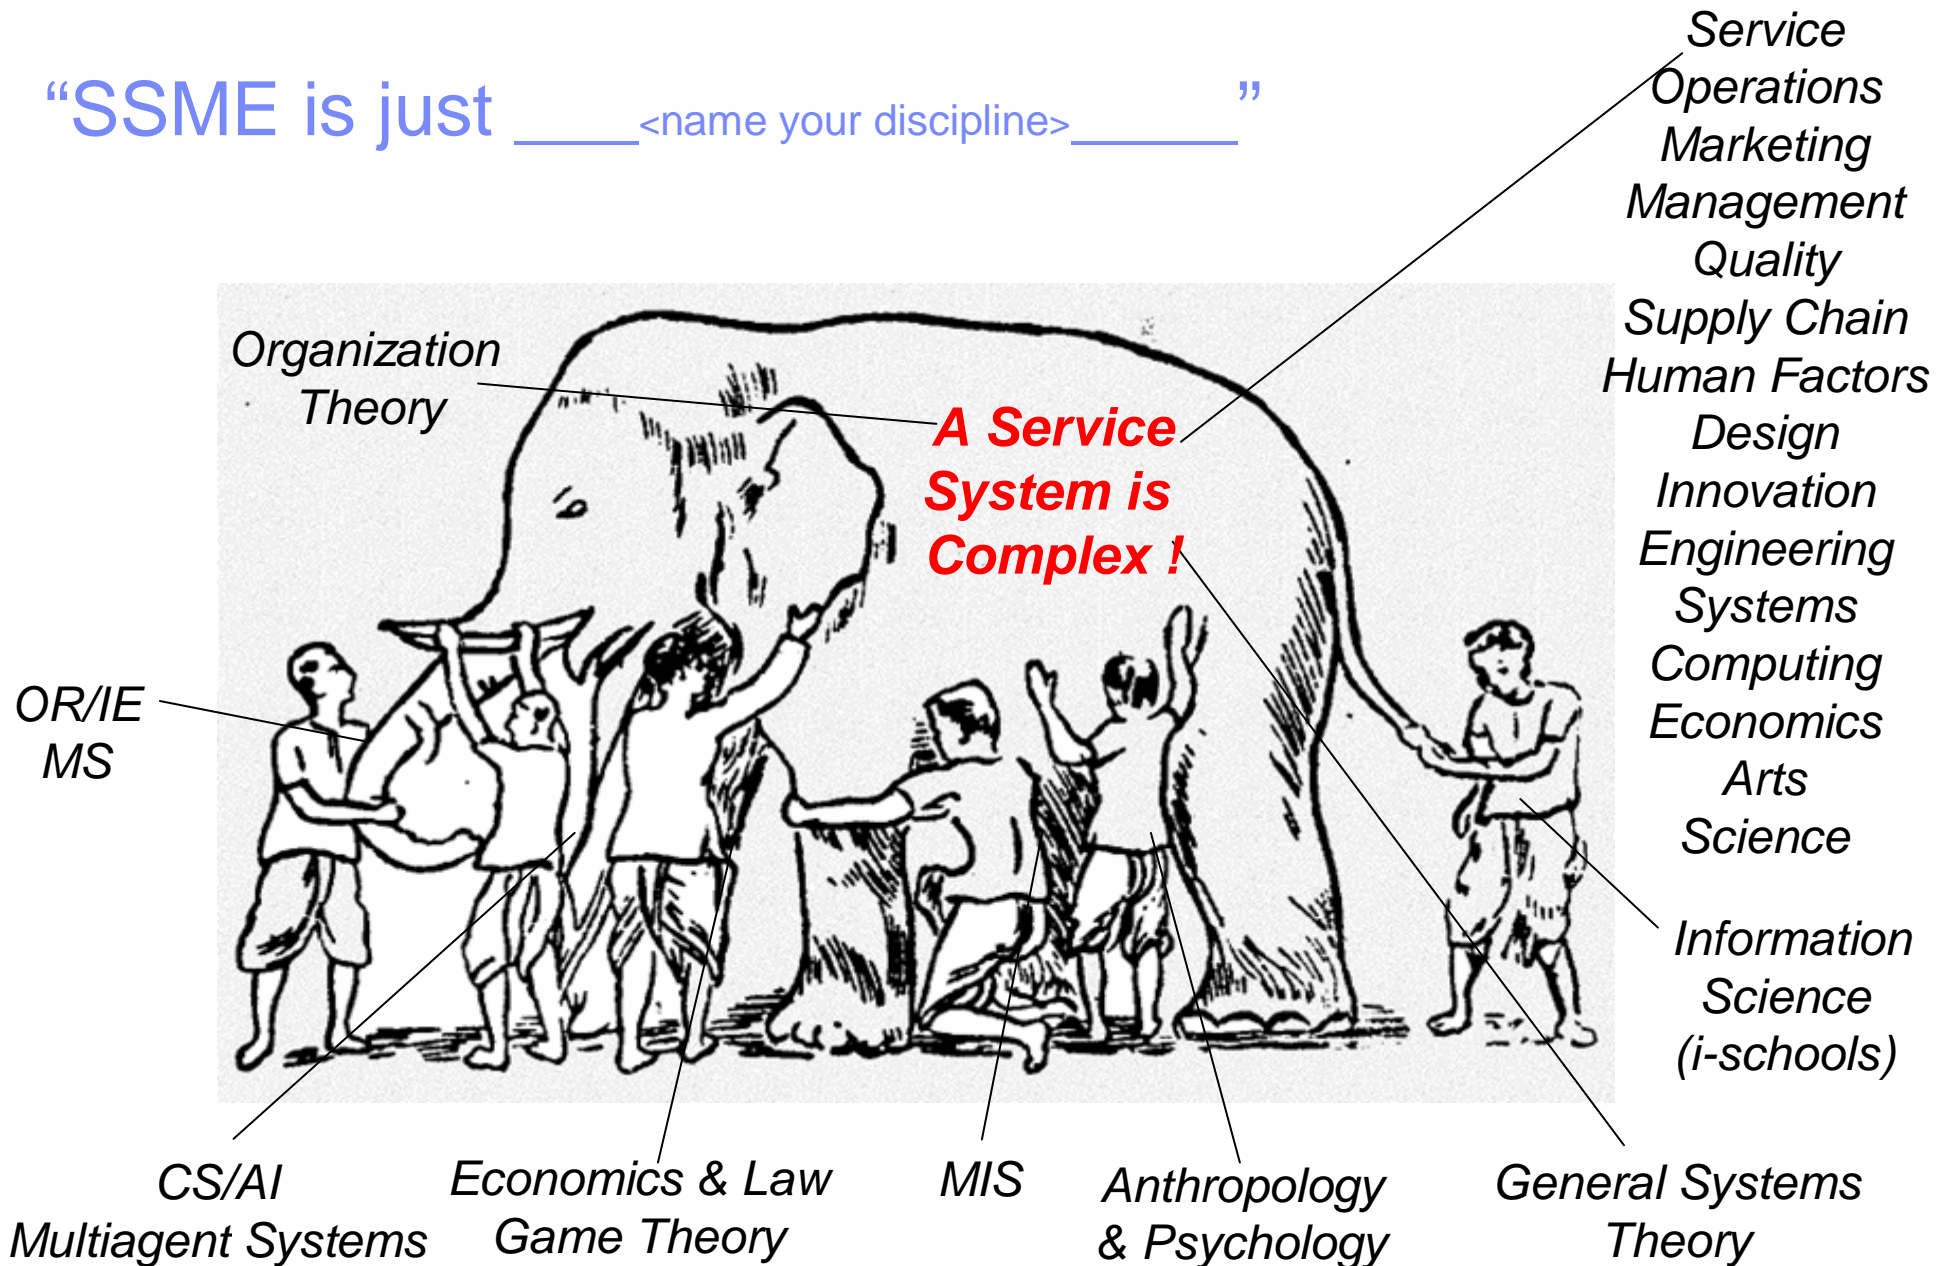 “SSME is just ____<name your discipline>______”
Service
Operations
Marketing
Management
Quality
Supply Chain
Human Factors
Design
Innovation
Engineering
Systems
Computing
Economics
Arts
Science
Organization
Theory
A Service
System is
Complex !
OR/IE
MS
Information
Science
(i-schools)
CS/AI
Multiagent Systems
Economics & Law
Game Theory
MIS
Anthropology
& Psychology
General Systems
Theory